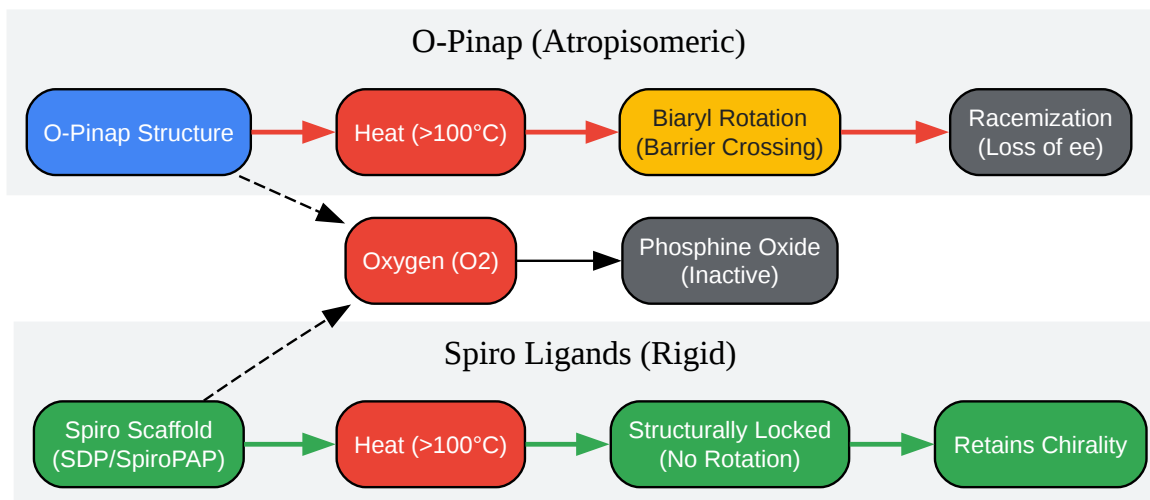 O-Pinap (Atropisomeric)
O-Pinap Structure
Heat (>100°C)
Biaryl Rotation
(Barrier Crossing)
Racemization
(Loss of ee)
Oxygen (O2)
Phosphine Oxide
(Inactive)
Spiro Ligands (Rigid)
Spiro Scaffold
(SDP/SpiroPAP)
Heat (>100°C)
Structurally Locked
(No Rotation)
Retains Chirality